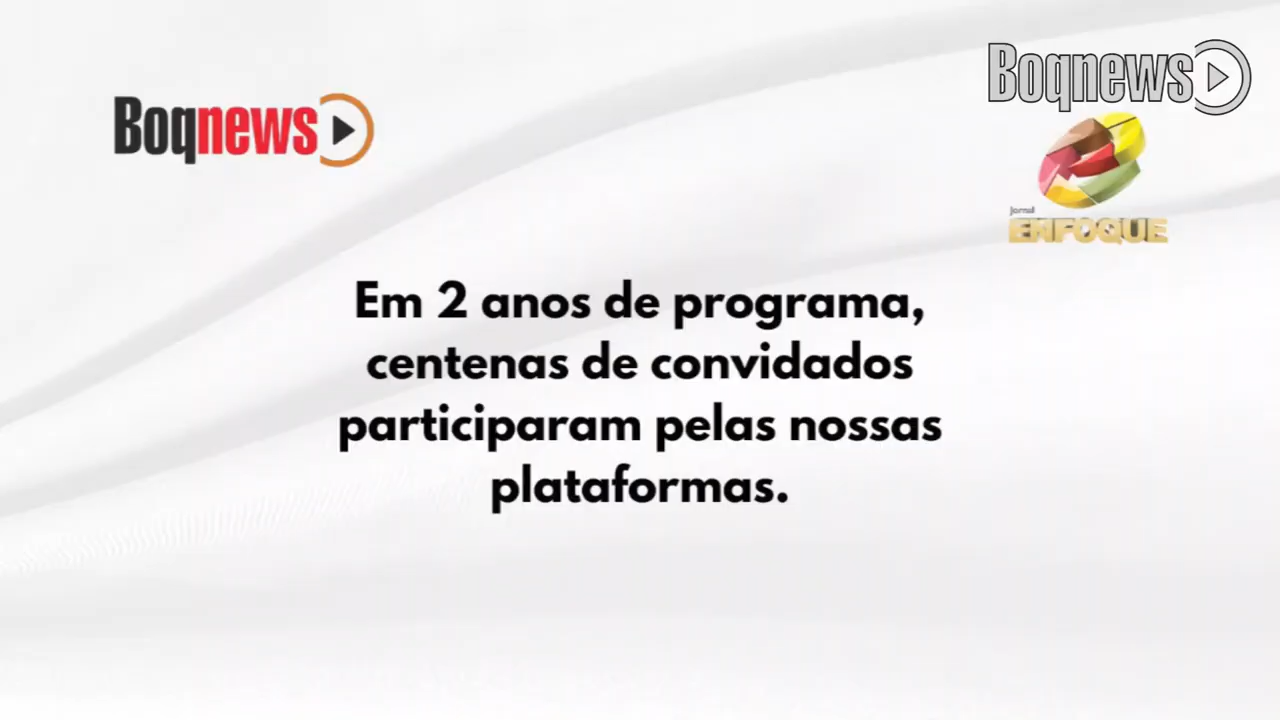 Boqnews
Boqnews
Jornal
ENFOQUE
Em 2 anos de programa,
centenas de convidados
participaram pelas nossas
plataformas.